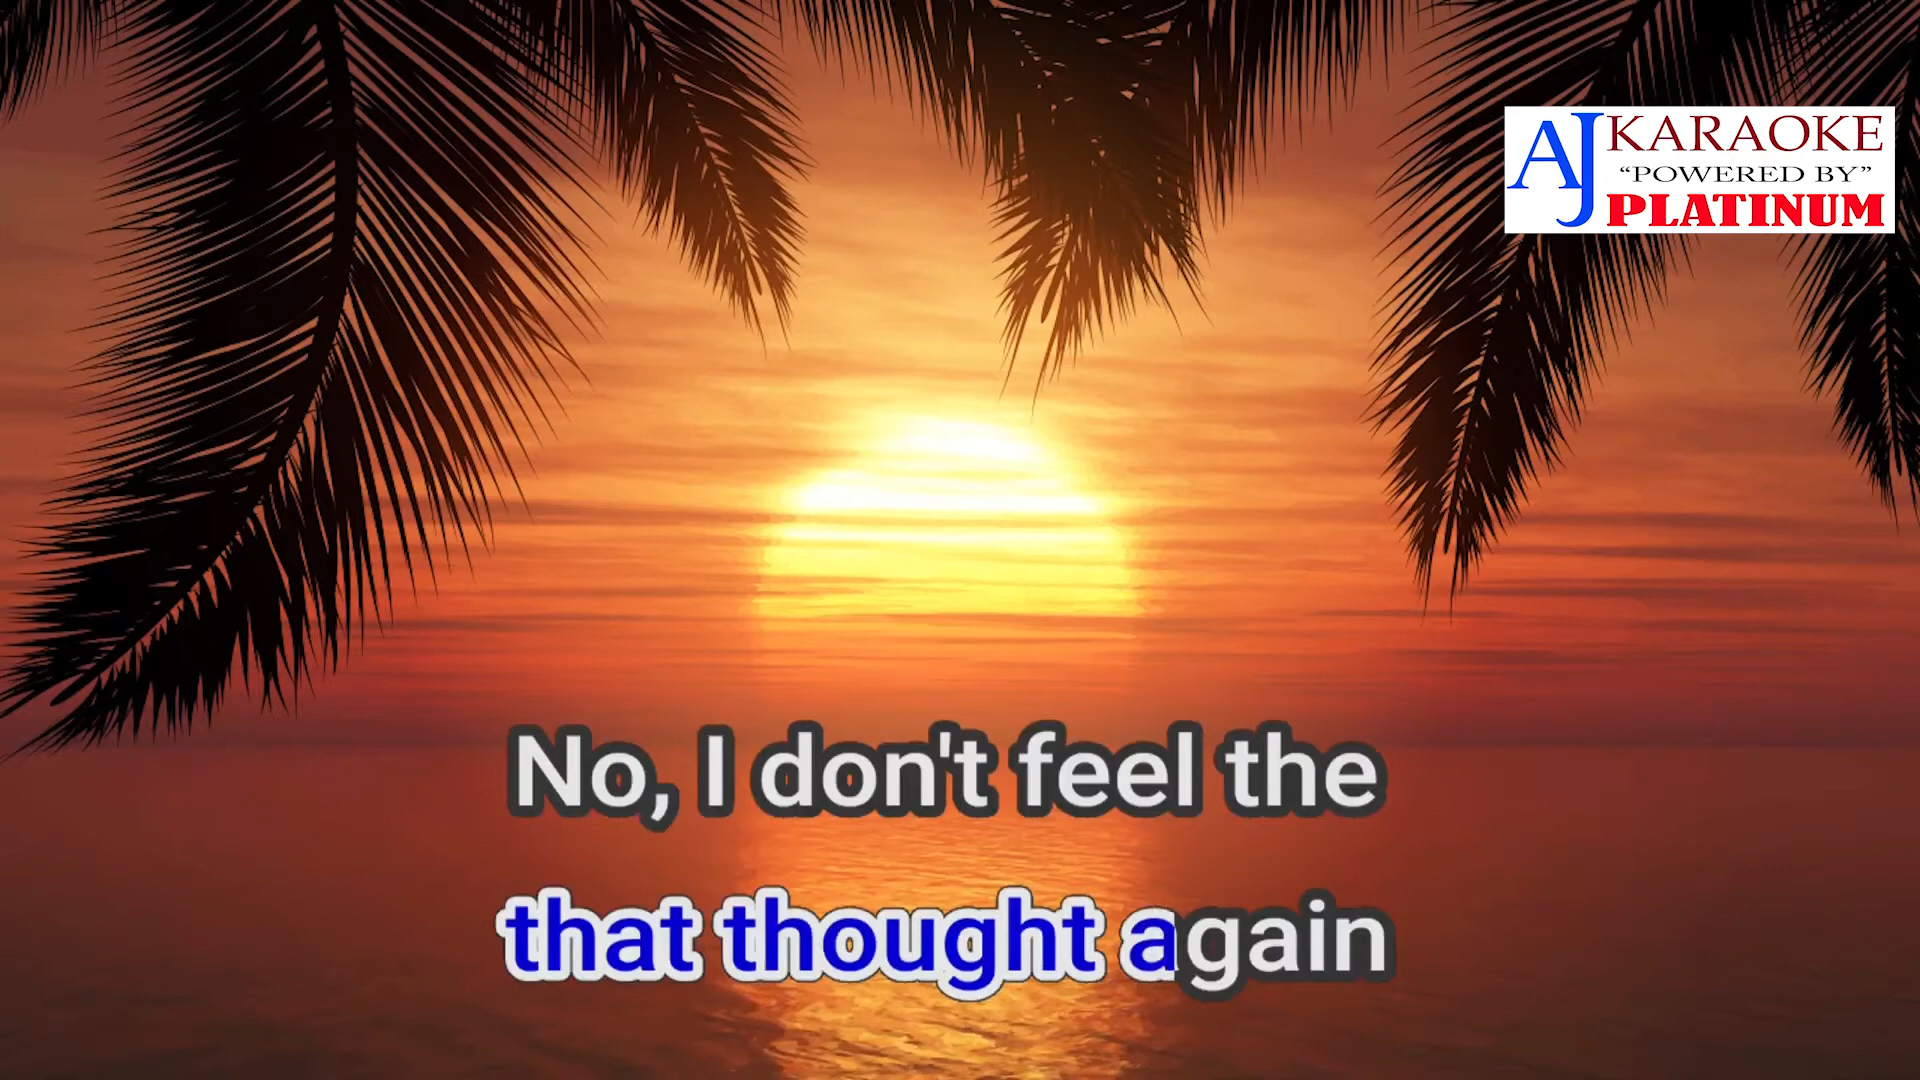 AJ KARAOKE
“POWERED BY”
PLATINUM
No, I don't feel the
that thought again